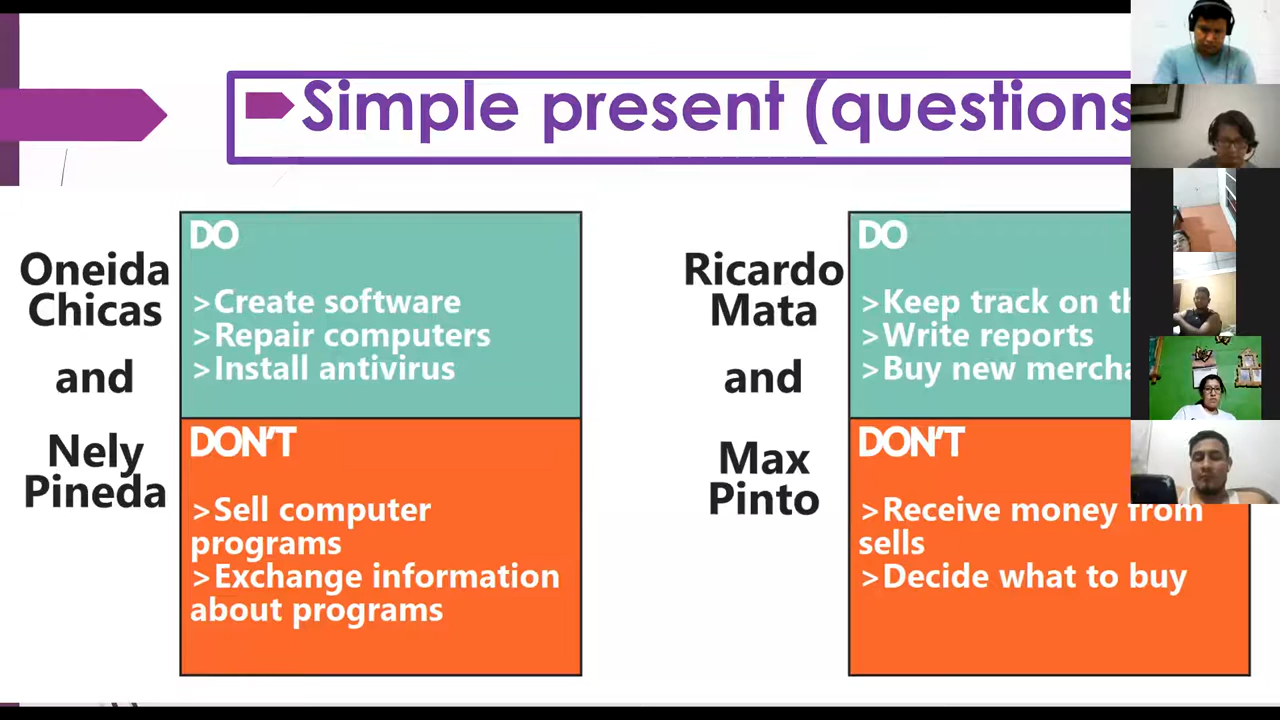 Simple present (questions
Oneida
Chicas
and
Nely
Pineda
DO
>Create software
>Repair computers
>Install antivirus
DON'T
>Sell computer
programs
>Exchange information
about programs
Ricardo
Mata
and
Max
Pinto
DO
>Keep track on
>Write reports
>Buy new
DON'T
>Receive money from
sells
>Decide what to buy